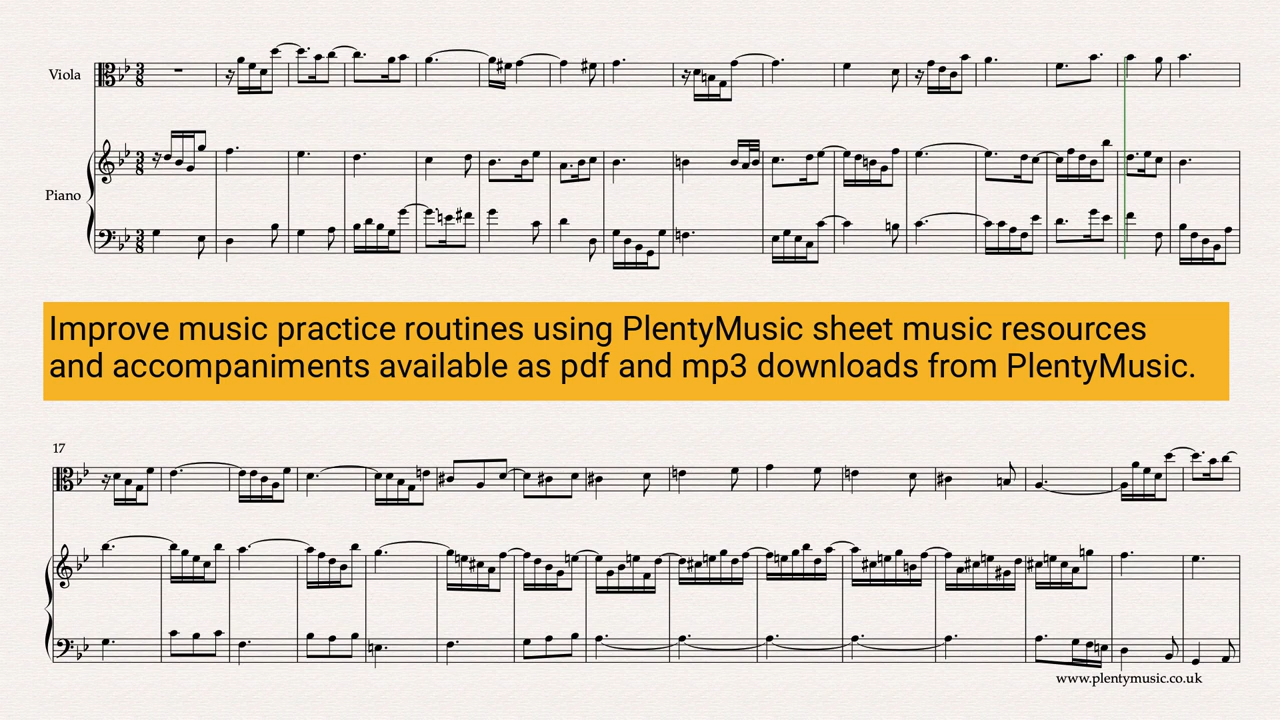 Viola
Piano
Improve music practice routines using PlentyMusic sheet music resources
and accompaniments available as pdf and mp3 downloads from PlentyMusic.
17
www.plentymusic.co.uk